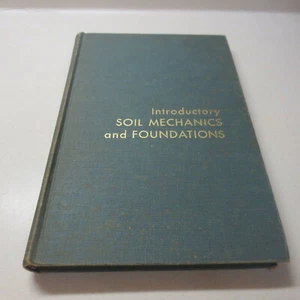 Introductory
SOIL MECHANICS
and FOUNDATIONS